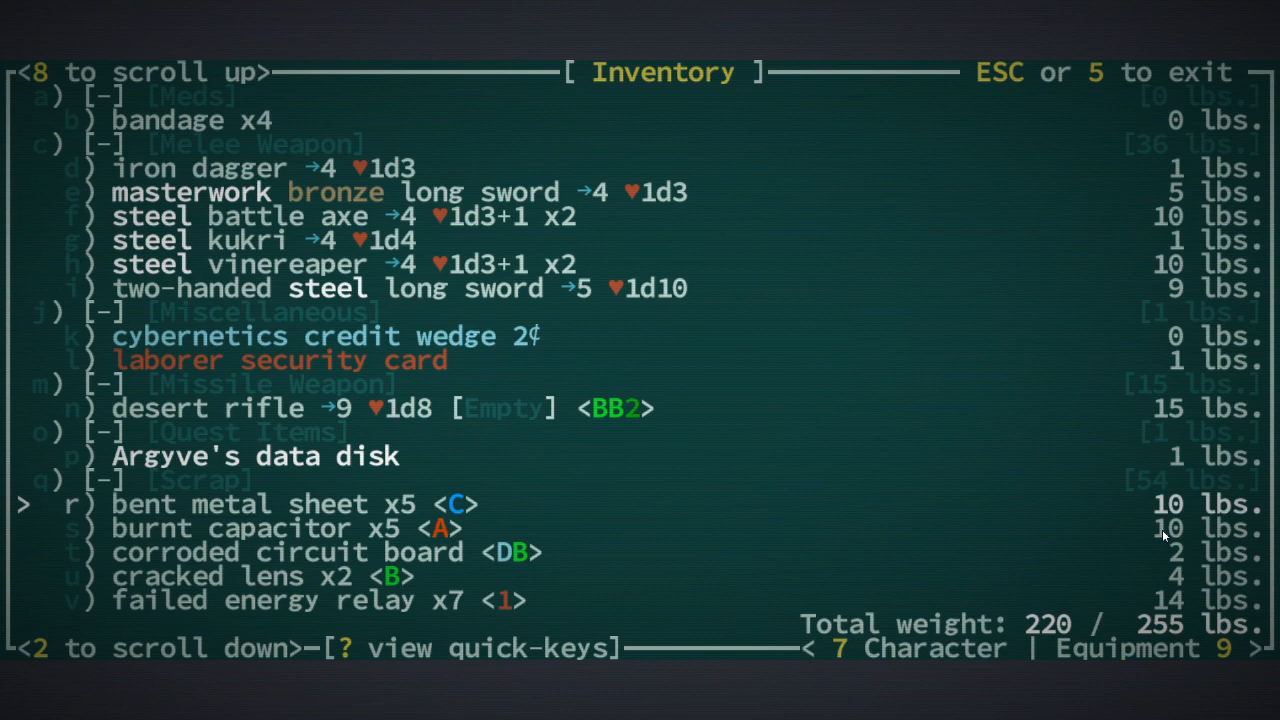 <8 to scroll up> [ Inventory ] ESC or 5 to exit
a) [-] [Meds] [0 lbs.]
b) bandage x4 0 lbs.
c) [-] [Melee Weapon] [36 lbs.]
d) iron dagger →4 ♥1d3 1 lbs.
e) masterwork bronze long sword →4 ♥1d3 5 lbs.
f) steel battle axe →4 ♥1d3+1 x2 10 lbs.
g) steel kukri →4 ♥1d4 1 lbs.
h) steel vinereaper →4 ♥1d3+1 x2 10 lbs.
i) two-handed steel long sword →5 ♥1d10 9 lbs.
j) [-] [Miscellaneous] [1 lbs.]
k) cybernetics credit wedge 2¢ 0 lbs.
l) laborer security card 1 lbs.
m) [-] [Missile Weapon] [15 lbs.]
n) desert rifle →9 ♥1d8 [Empty] <BB2> 15 lbs.
o) [-] [Quest Items] [1 lbs.]
p) Argyve's data disk 1 lbs.
q) [-] [Scrap] [54 lbs.]
> r) bent metal sheet x5 <C> 10 lbs.
s) burnt capacitor x5 <A> 10 lbs.
t) corroded circuit board <DB> 2 lbs.
u) cracked lens x2 <B> 4 lbs.
v) failed energy relay x7 <1> 14 lbs.
Total weight: 220 / 255 lbs.
<2 to scroll down> [? view quick-keys] < 7 Character | Equipment 9 >